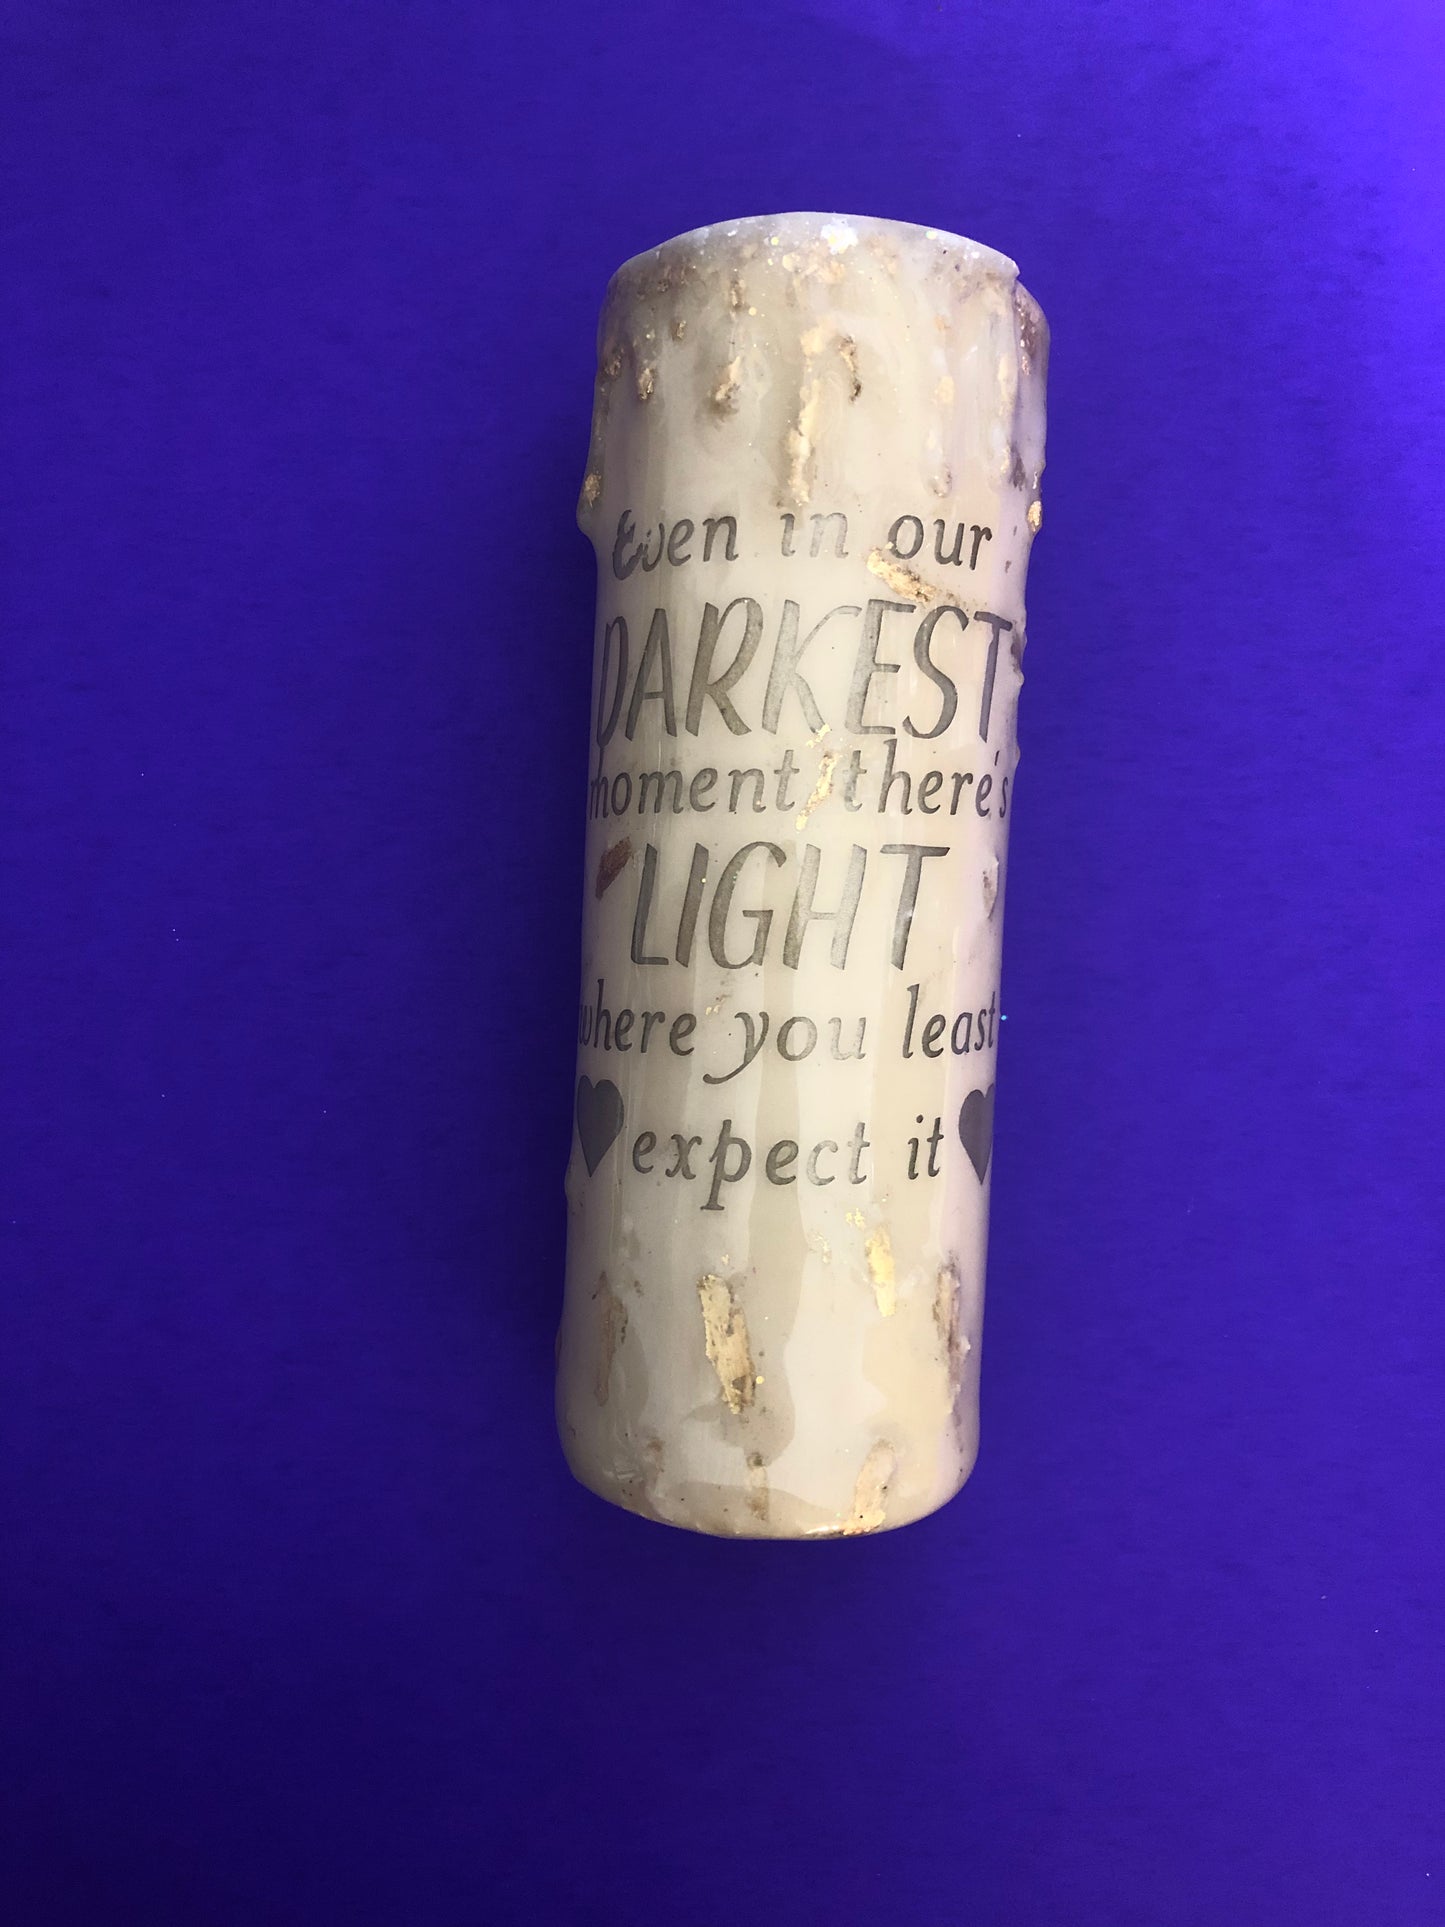 Even in our
DARKEST
moment there's
LIGHT
where you least
expect it